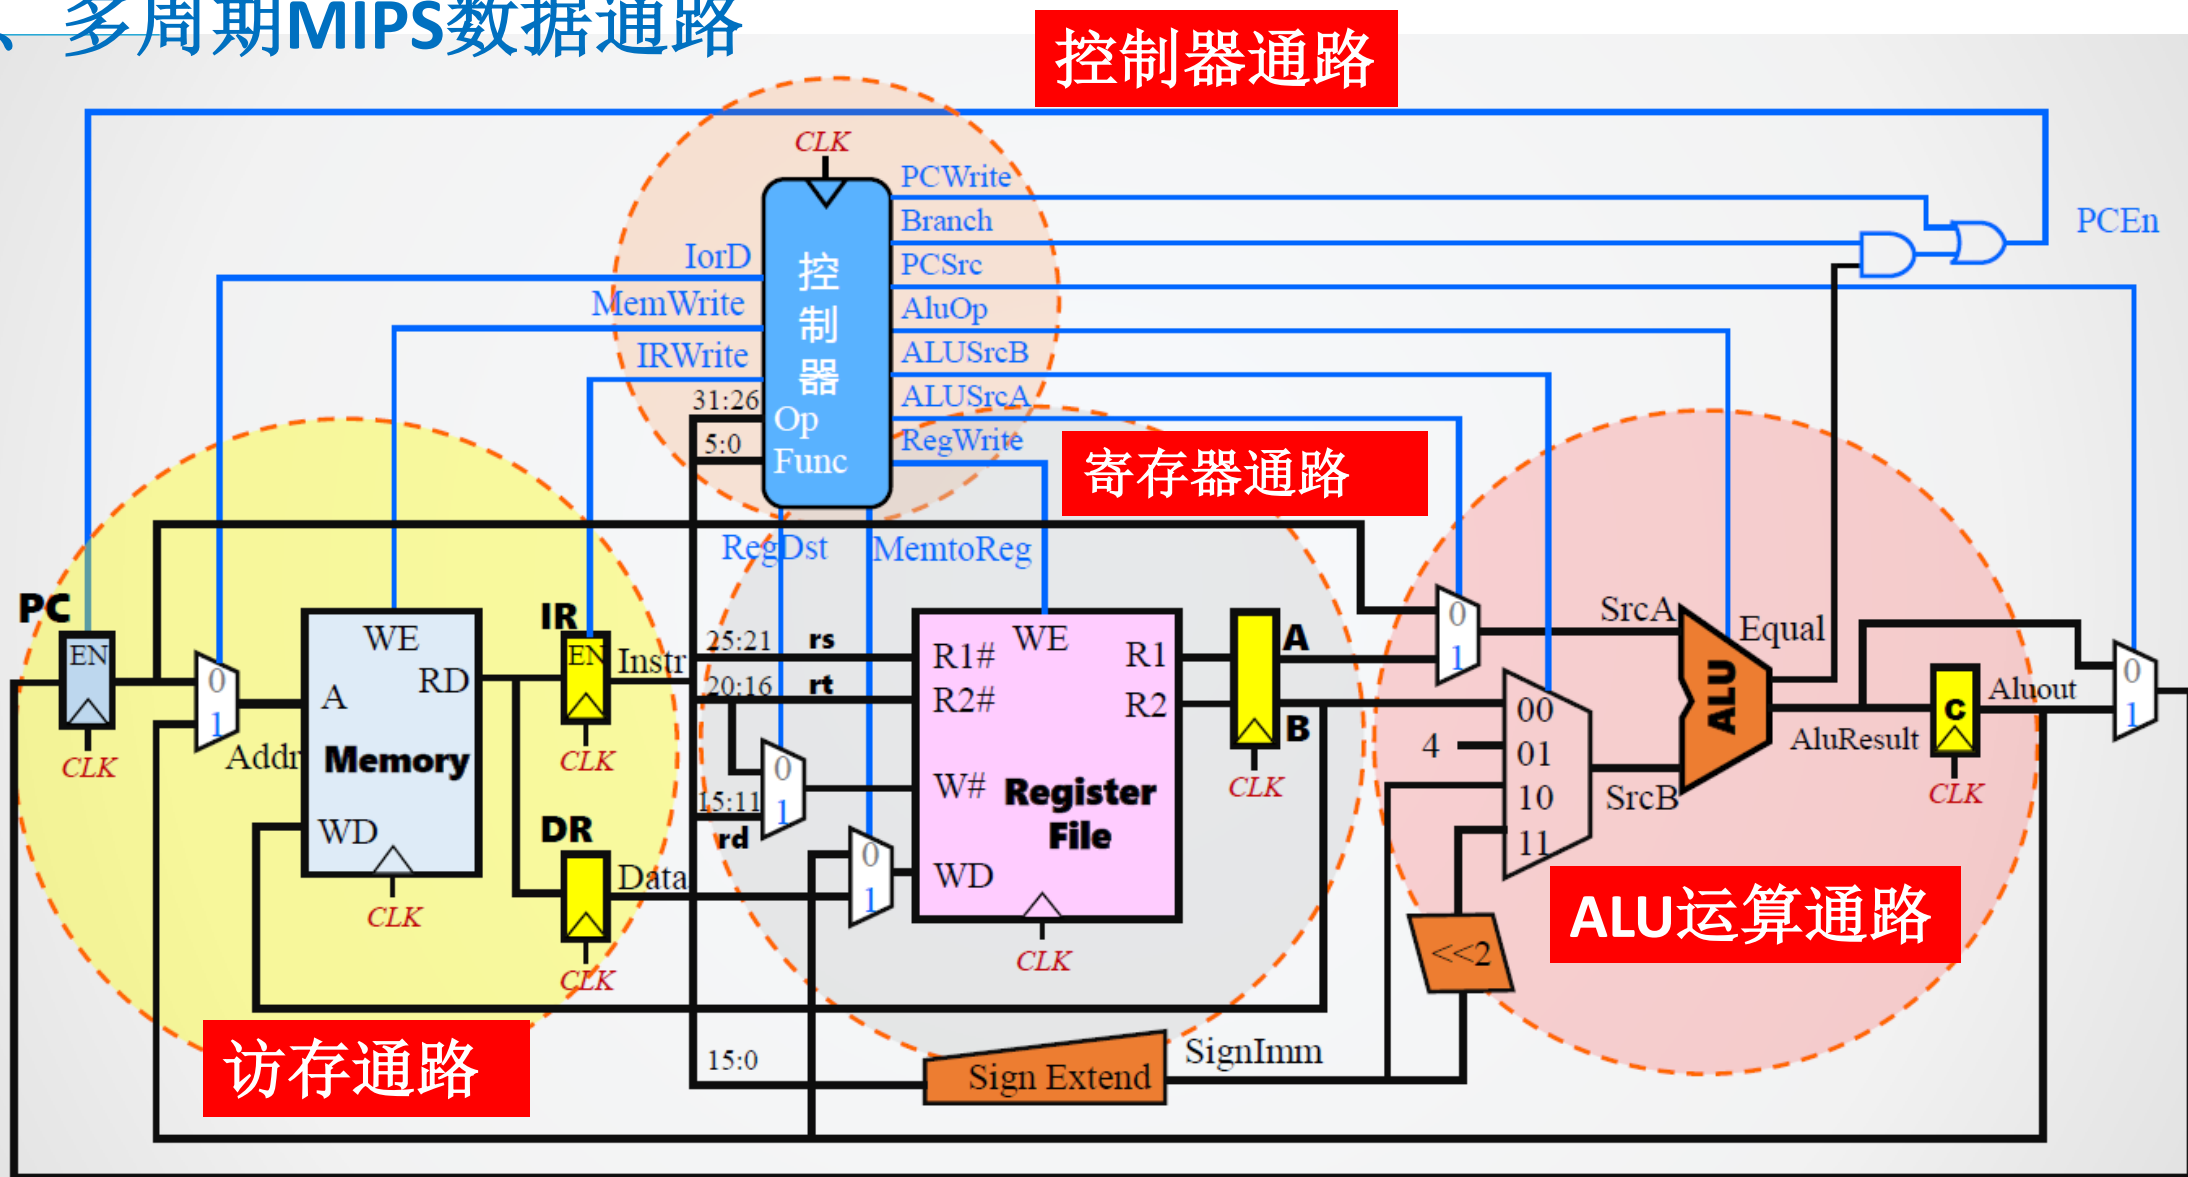 、多周期MIPS数据通路
控制器通路
CLK
PCWrite
Branch
PCSrc
AluOp
ALUSrcB
ALUSrcA
RegWrite
PCEn
IorD
MemWrite
IRWrite
控制器
31:26
Op
5:0
Func
寄存器通路
RegDst
MemtoReg
PC
EN
CLK
0
1
Addr
WE
A
RD
Memory
WD
CLK
IR
EN
Instr
CLK
DR
Data
CLK
25:21 rs
20:16 rt
0
1
15:11
rd
0
1
R1#
WE
R1
R2#
R2
W#
Register
File
WD
CLK
A
B
CLK
0
1
SrcA
00
4
01
10
11
SrcB
ALU
Equal
AluResult
C
CLK
Aluout
0
1
<<2
ALU运算通路
访存通路
15:0
Sign Extend
SignImm